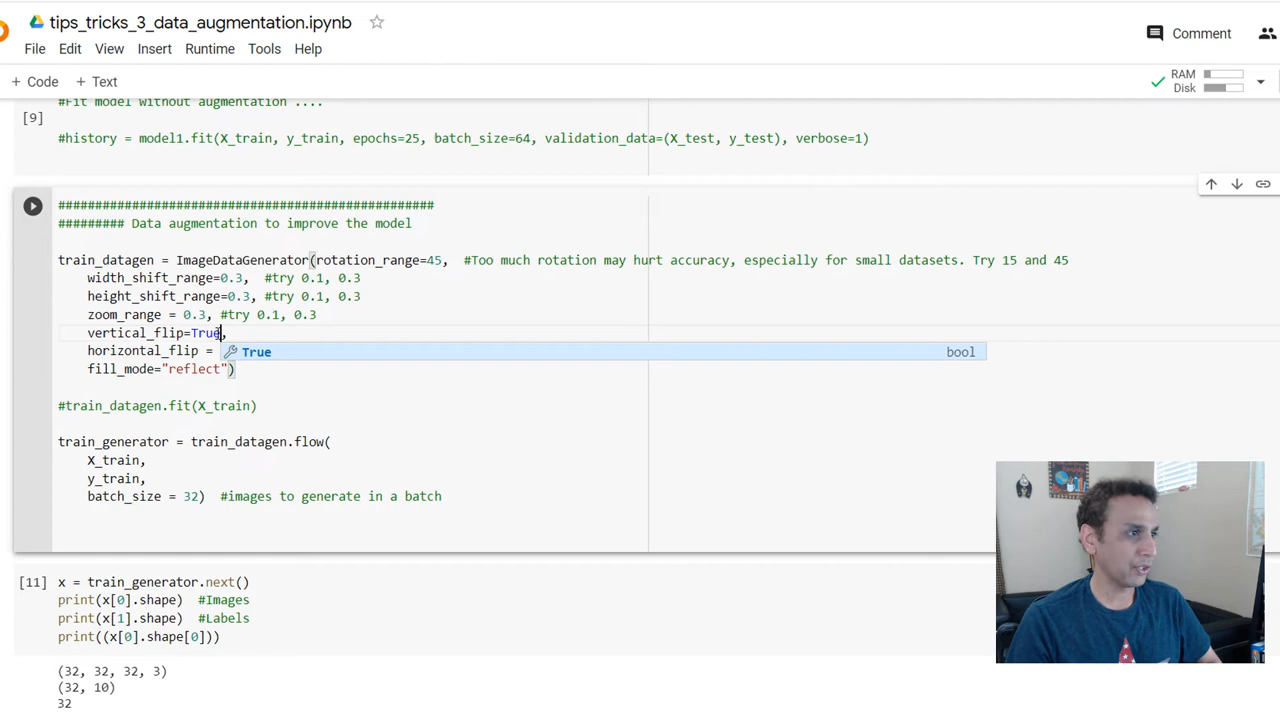 tips_tricks_3_data_augmentation.ipynb
File Edit View Insert Runtime Tools Help
Comment
+ Code + Text
RAM
Disk
#Fit model without augmentation ....
[9]
#history = model1.fit(X_train, y_train, epochs=25, batch_size=64, validation_data=(X_test, y_test), verbose=1)
###################################################
######### Data augmentation to improve the model
train_datagen = ImageDataGenerator(rotation_range=45, #Too much rotation may hurt accuracy, especially for small datasets. Try 15 and 45
width_shift_range=0.3, #try 0.1, 0.3
height_shift_range=0.3, #try 0.1, 0.3
zoom_range = 0.3, #try 0.1, 0.3
vertical_flip=True,
horizontal_flip =
True bool
fill_mode="reflect")
#train_datagen.fit(X_train)
train_generator = train_datagen.flow(
X_train,
y_train,
batch_size = 32) #images to generate in a batch
[11] x = train_generator.next()
print(x[0].shape) #Images
print(x[1].shape) #Labels
print((x[0].shape[0]))
(32, 32, 32, 3)
(32, 10)
32